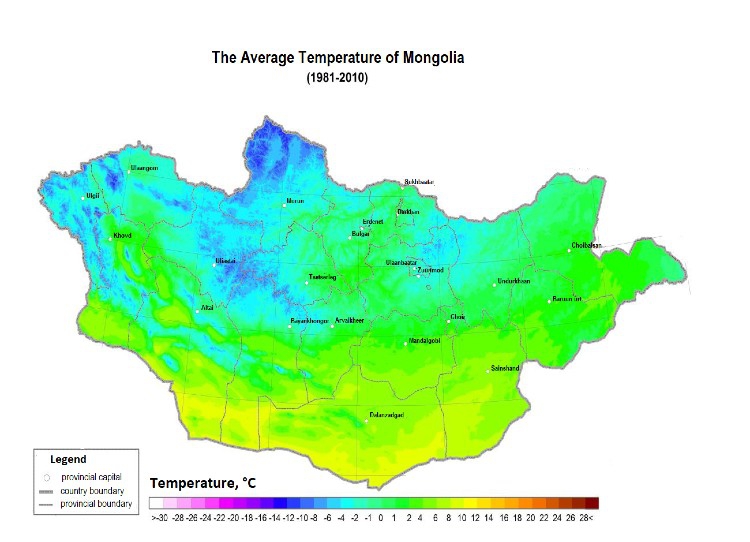 The Average Temperature of Mongolia
(1981-2010)
Ulaangom
Ulgii
Murun
Sukhbaatar
Darkhan
Erdenet
Bulgan
Khovd
Choibalsan
Uliastai
Ulaanbaatar
Zuunmod
Tsetserleg
Undurkhaan
Baruun urt
Altai
Bayankhongor
Arvaikheer
Choir
Mandalgobi
Sainshand
Dalanzadgad
Legend
provincial capital
country boundary
provincial boundary
Temperature, °C
>-30 -28 -26 -24 -22 -20 -18 -16 -14 -12 -10 -8 -6 -4 -2 -1 0 1 2 4 6 8 10 12 14 16 18 20 22 24 26 28<